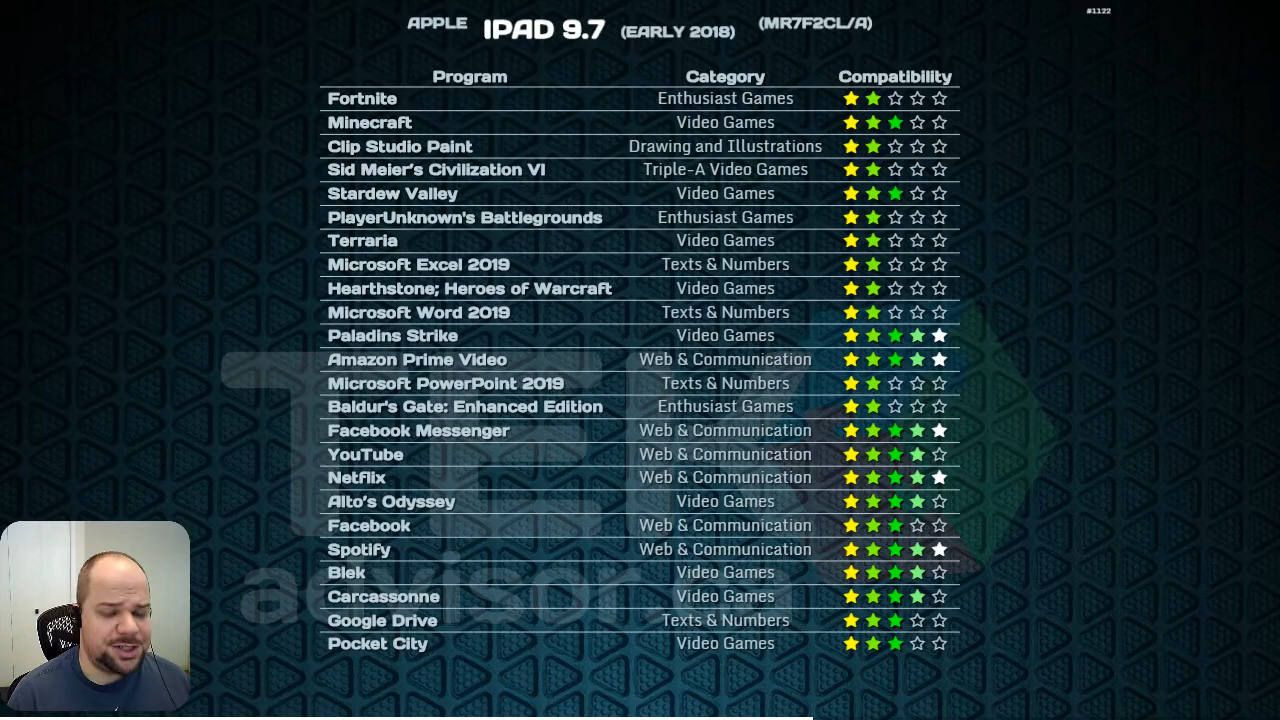 #1122
APPLE IPAD 9.7 (EARLY 2018) (MR7F2CL/A)
Program Category Compatibility
Fortnite Enthusiast Games
Minecraft Video Games
Clip Studio Paint Drawing and Illustrations
Sid Meier's Civilization VI Triple-A Video Games
Stardew Valley Video Games
PlayerUnknown's Battlegrounds Enthusiast Games
Terraria Video Games
Microsoft Excel 2019 Texts & Numbers
Hearthstone; Heroes of Warcraft Video Games
Microsoft Word 2019 Texts & Numbers
Paladins Strike Video Games
Amazon Prime Video Web & Communication
Microsoft PowerPoint 2019 Texts & Numbers
Baldur's Gate: Enhanced Edition Enthusiast Games
Facebook Messenger Web & Communication
YouTube Web & Communication
Netflix Web & Communication
Alto's Odyssey Video Games
Facebook Web & Communication
Spotify Web & Communication
Blek Video Games
Carcassonne Video Games
Google Drive Texts & Numbers
Pocket City Video Games
TEK
advisor.ca